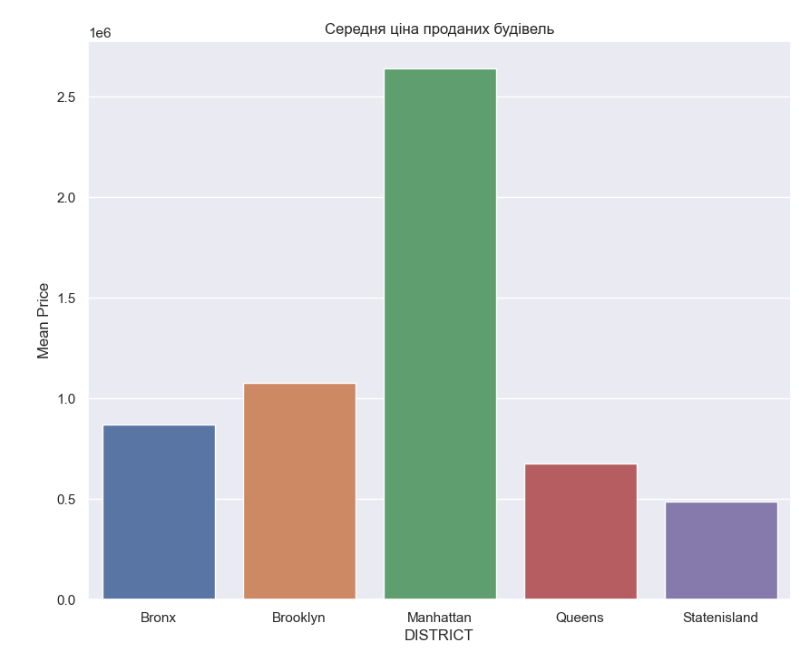 Середня ціна проданих будівель
1e6
2.5
2.0
1.5
1.0
0.5
0.0
Mean Price
Bronx Brooklyn Manhattan Queens Statenisland
DISTRICT